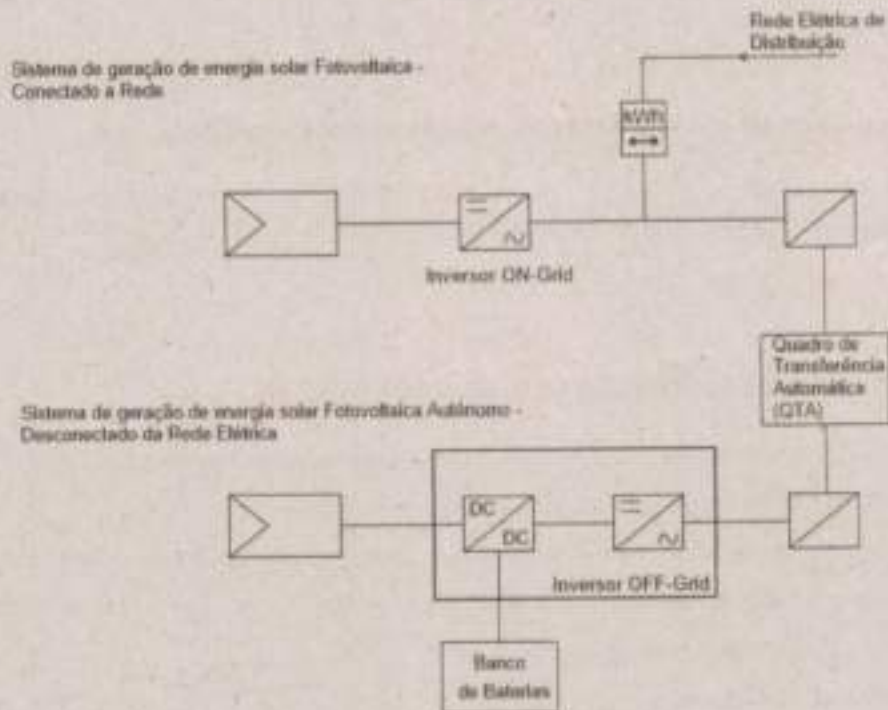 Rede Elétrica de
Distribuição
Sistema de geração de energia solar Fotovoltaica -
Conectado a Rede
kWh
Inversor ON-Grid
Quadro de
Transferência
Automática
(QTA)
Sistema de geração de energia solar Fotovoltaica Autônomo -
Desconectado da Rede Elétrica
DC
DC
Inversor OFF-Grid
Banco
de Baterias